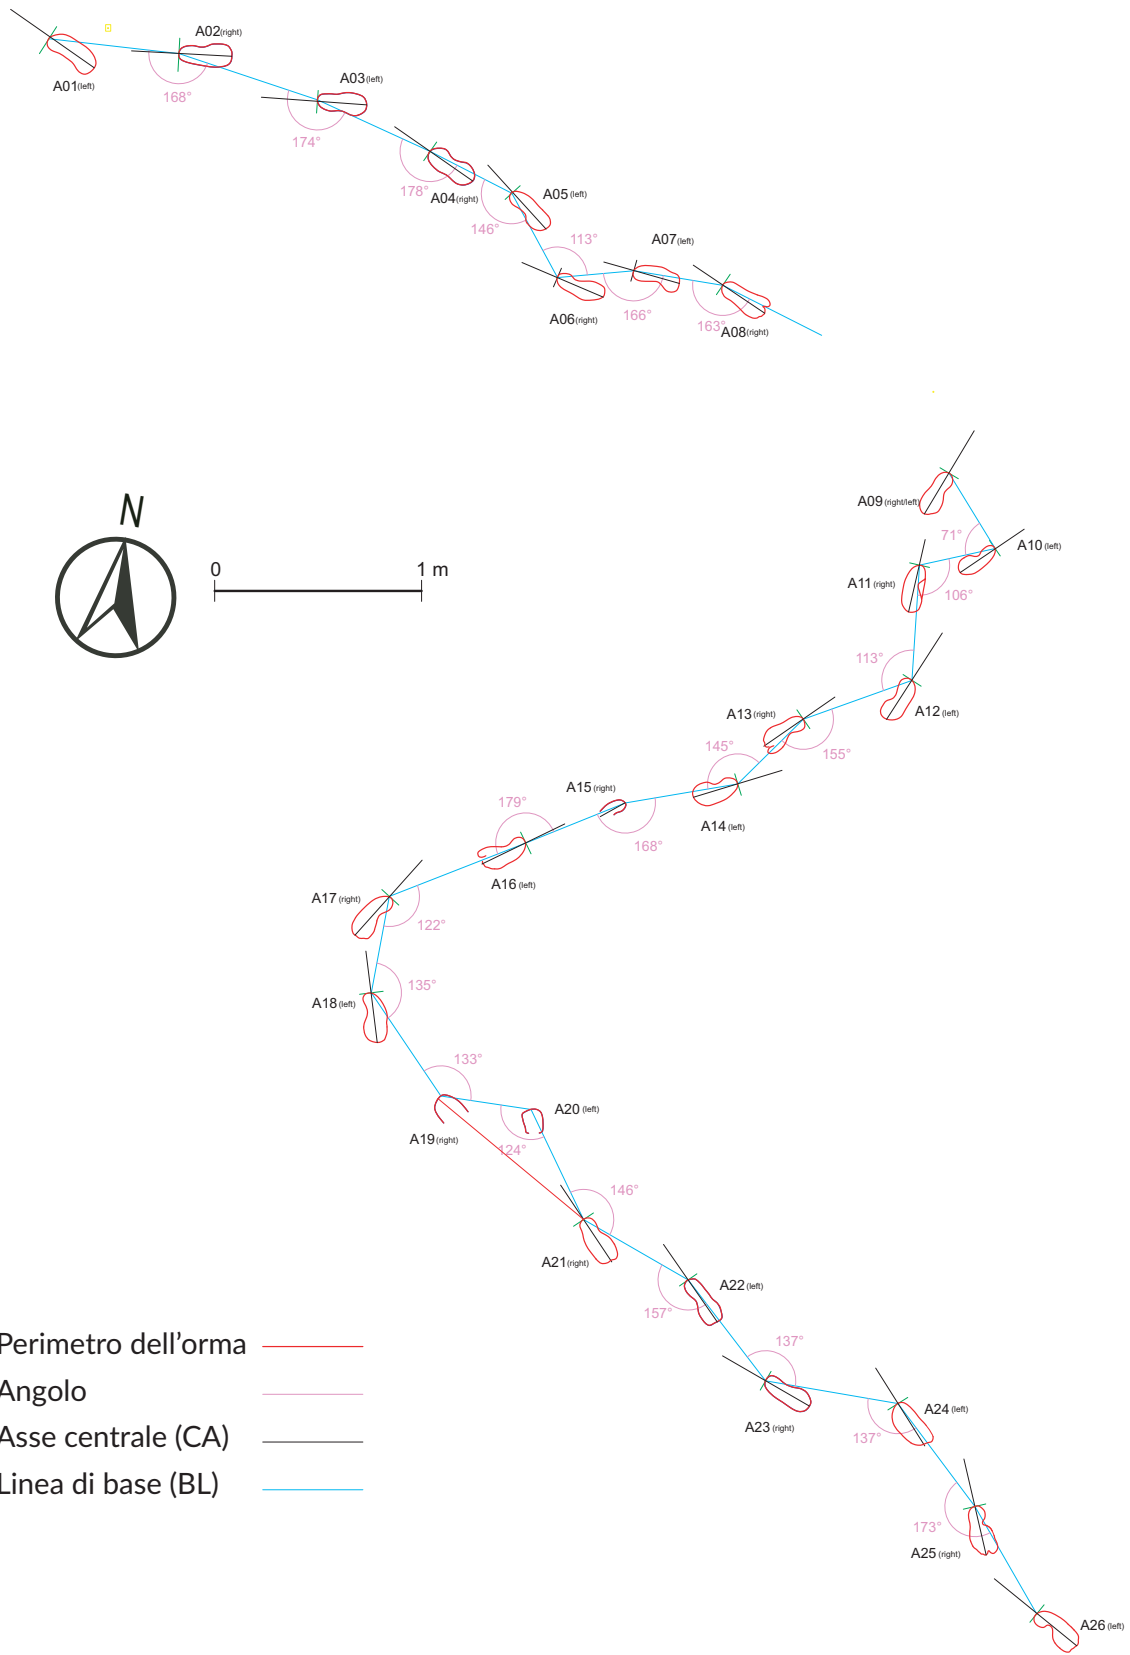 A01 (left)
A02 (right)
168°
A03 (left)
174°
178°
A04 (right)
A05 (left)
146°
113°
A07 (left)
A06 (right)
166°
163°
A08 (right)
N
0 1 m
A09 (right/left)
71°
A10 (left)
A11 (right)
106°
113°
A12 (left)
A13 (right)
155°
145°
A15 (right)
A14 (left)
179°
168°
A16 (left)
A17 (right)
122°
135°
A18 (left)
133°
A20 (left)
A19 (right)
124°
146°
A21 (right)
A22 (left)
157°
137°
A23 (right)
A24 (left)
137°
173°
A25 (right)
A26 (left)
Perimetro dell’orma
Angolo
Asse centrale (CA)
Linea di base (BL)